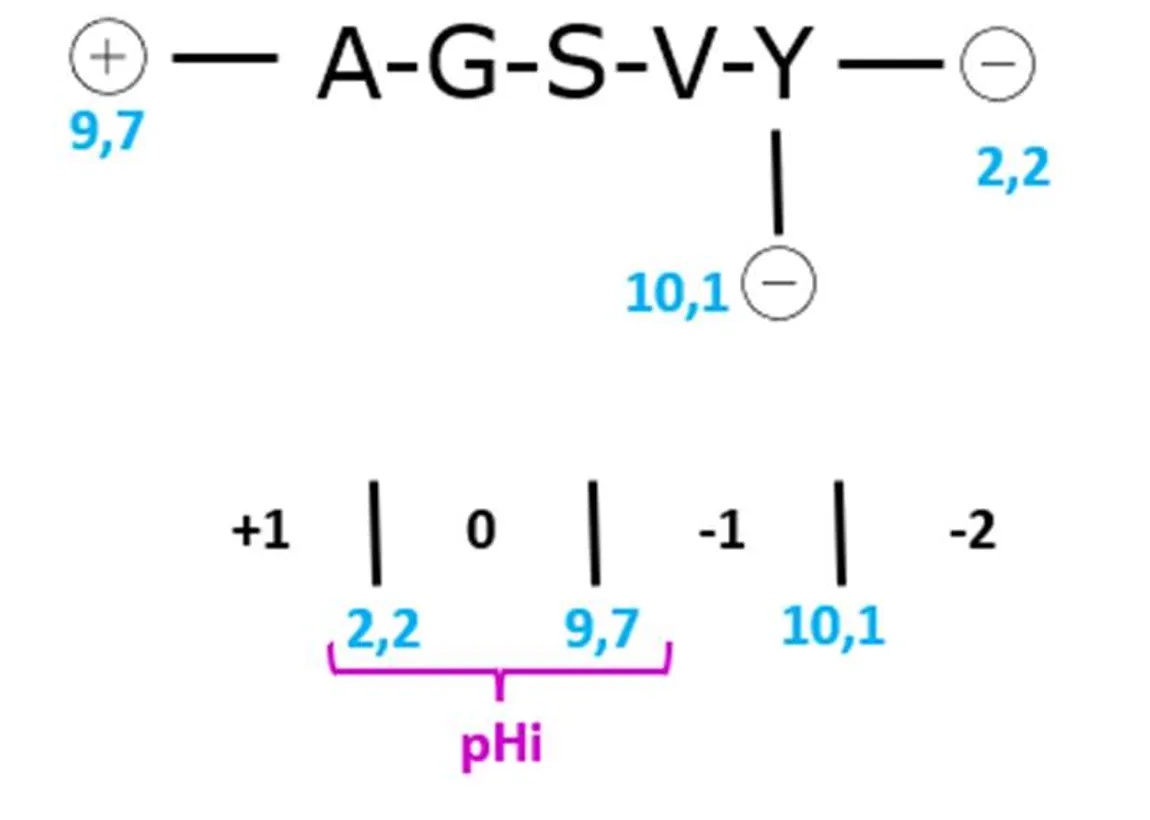 + A-G-S-V-Y −
9,7
2,2
10,1 −
+1 0 -1 -2
2,2 9,7 10,1
pHi